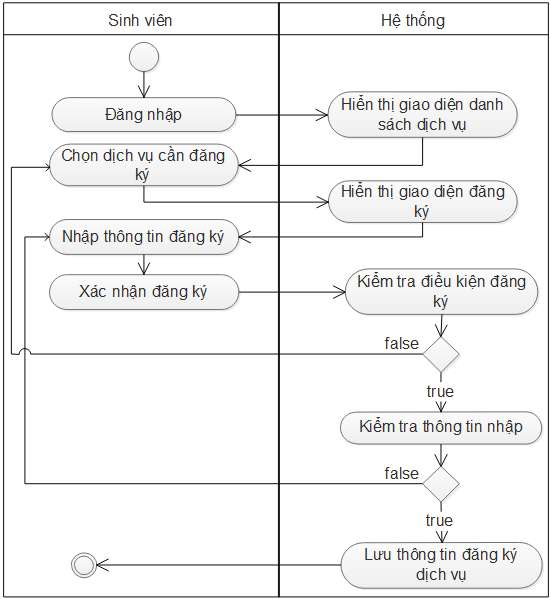 Sinh viên
Hệ thống
Đăng nhập
Hiển thị giao diện danh
sách dịch vụ
Chọn dịch vụ cần đăng
ký
Hiển thị giao diện đăng
ký
Nhập thông tin đăng ký
Xác nhận đăng ký
Kiểm tra điều kiện đăng
ký
false
true
Kiểm tra thông tin nhập
false
true
Lưu thông tin đăng ký
dịch vụ